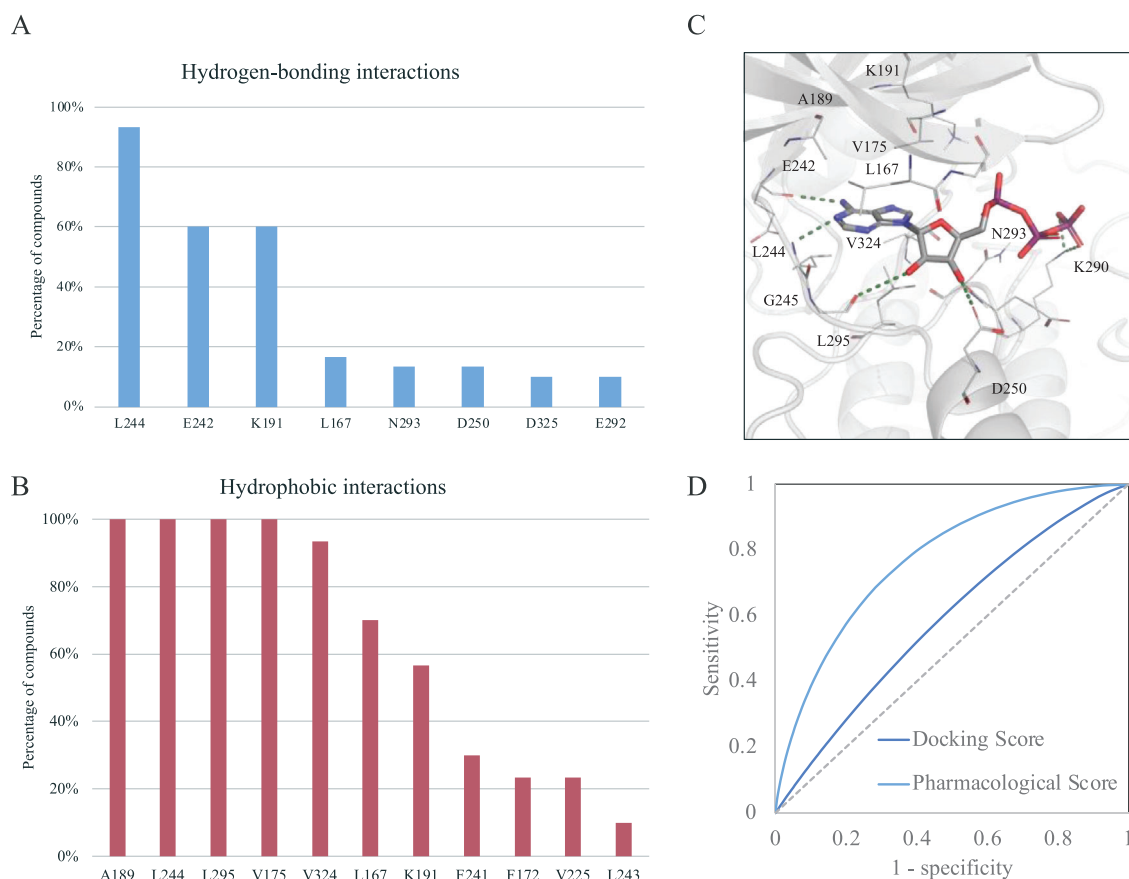 A
Hydrogen-bonding interactions
Percentage of compounds
100%
80%
60%
40%
20%
0%
L244 E242 K191 L167 N293 D250 D325 E292
B
Hydrophobic interactions
Percentage of compounds
100%
80%
60%
40%
20%
0%
A189 L244 L295 V175 V324 L167 K191 F241 F172 V225 L243
C
K191
A189
V175
E242
L167
N293
V324
L244
K290
G245
L295
D250
D
Sensitivity
1
0.8
0.6
0.4
0.2
0
Docking Score
Pharmacological Score
0 0.2 0.4 0.6 0.8 1
1 - specificity